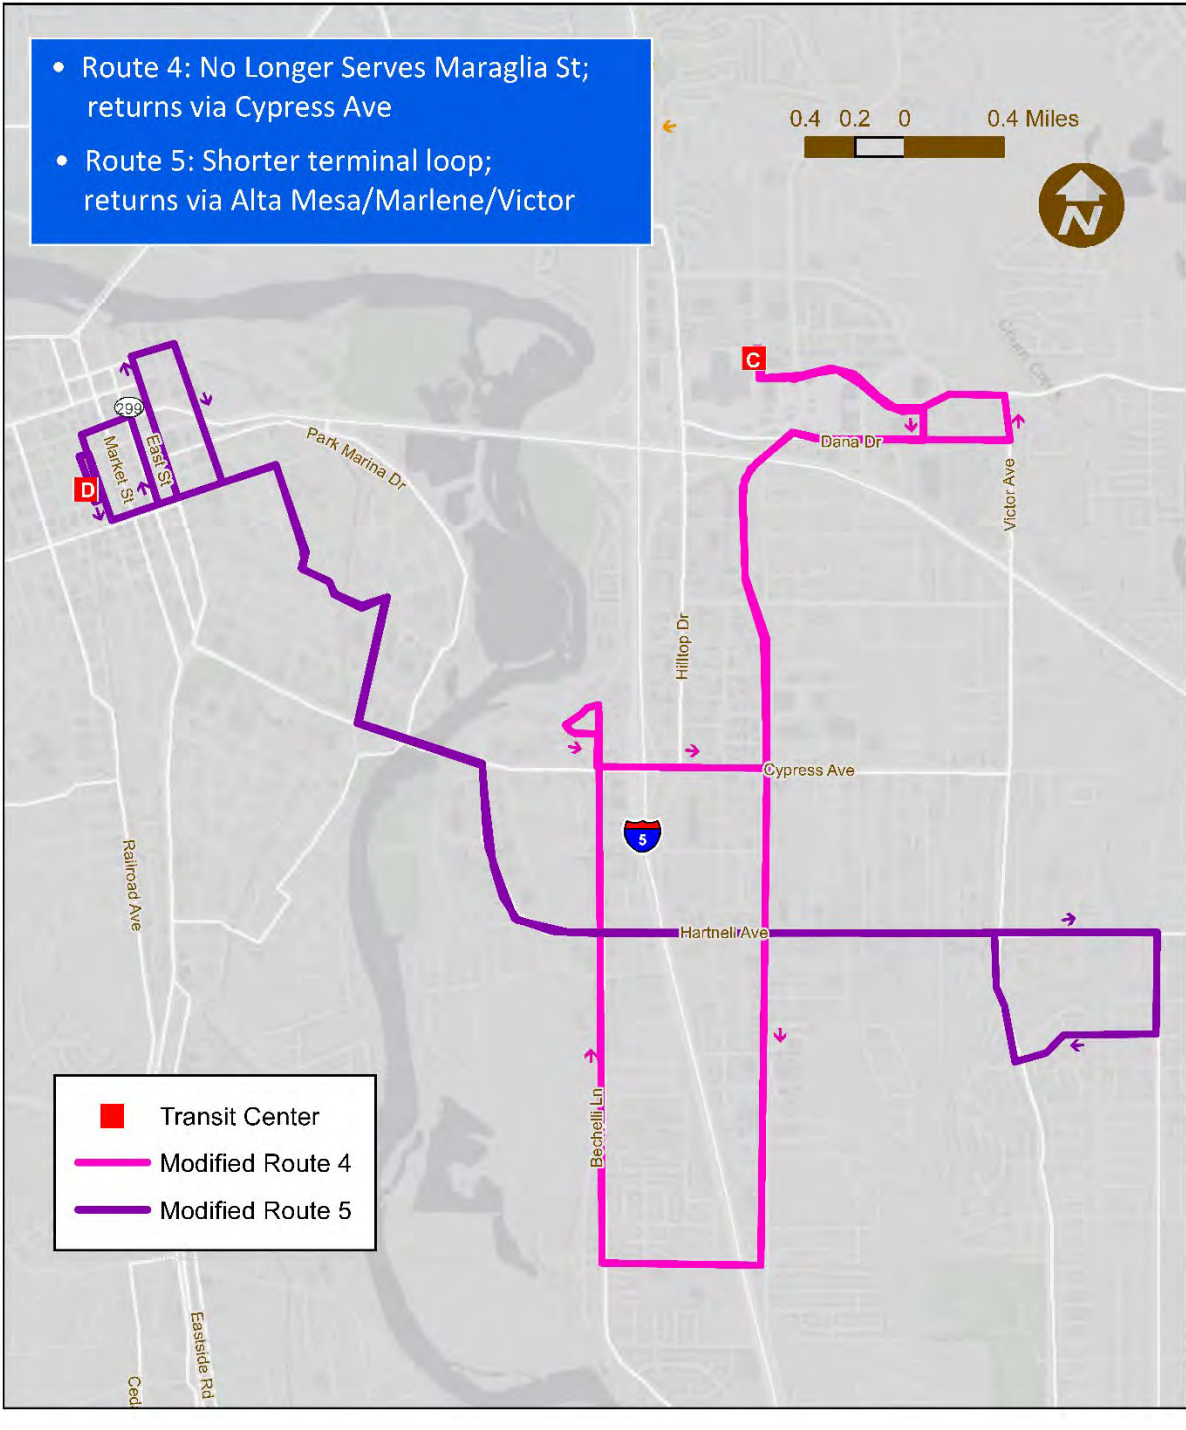 • Route 4: No Longer Serves Maraglia St;
returns via Cypress Ave
• Route 5: Shorter terminal loop;
returns via Alta Mesa/Marlene/Victor
0.4 0.2 0 0.4 Miles
N
Churn Creek
C
299
Park Marina Dr
Dana Dr
East St
Market St
D
Victor Ave
Hilltop Dr
Cypress Ave
5
Railroad Ave
Hartnell Ave
Bechelli Ln
Transit Center
Modified Route 4
Modified Route 5
Eastside Rd
Ced